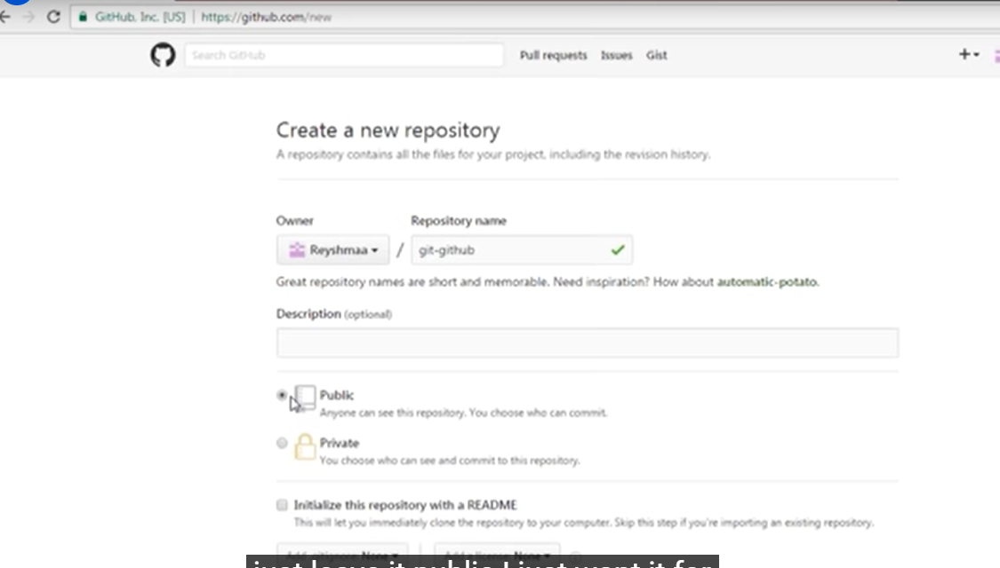 GitHub, Inc. [US] | https://github.com/new
Search GitHub
Pull requests Issues Gist
Create a new repository
A repository contains all the files for your project, including the revision history.
Owner Repository name
Reyshmaa / git-github
Great repository names are short and memorable. Need inspiration? How about automatic-potato.
Description (optional)
Public
Anyone can see this repository. You choose who can commit.
Private
You choose who can see and commit to this repository.
Initialize this repository with a README
This will let you immediately clone the repository to your computer. Skip this step if you're importing an existing repository.
Add .gitignore: None Add a license: None
just leave it public I just want it for